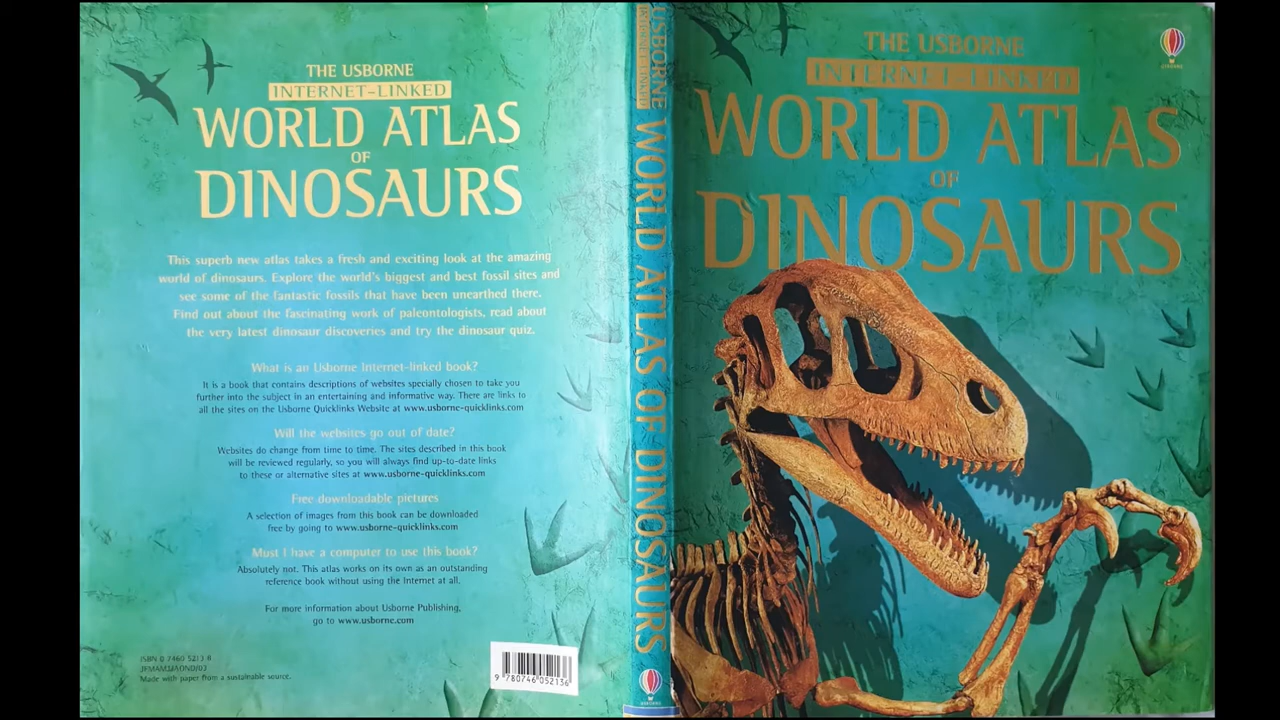 THE USBORNE
INTERNET-LINKED
WORLD ATLAS
OF
DINOSAURS
This superb new atlas takes a fresh and exciting look at the amazing
world of dinosaurs. Explore the world's biggest and best fossil sites and
see some of the fantastic fossils that have been unearthed there.
Find out about the fascinating work of paleontologists, read about
the very latest dinosaur discoveries and try the dinosaur quiz.
What is an Usborne Internet-linked book?
It is a book that contains descriptions of websites specially chosen to take you
further into the subject in an entertaining and informative way. There are links to
all the sites on the Usborne Quicklinks Website at www.usborne-quicklinks.com
Will the websites go out of date?
Websites do change from time to time. The sites described in this book
will be reviewed regularly, so you will always find up-to-date links
to these or alternative sites at www.usborne-quicklinks.com
Free downloadable pictures
A selection of images from this book can be downloaded
free by going to www.usborne-quicklinks.com
Must I have a computer to use this book?
Absolutely not. This atlas works on its own as an outstanding
reference book without using the Internet at all.
For more information about Usborne Publishing,
go to www.usborne.com
ISBN 0 7460 5213 8
JFMAMJJASOND/03
Made with paper from a sustainable source.
9 780746 052136
USBORNE
INTERNET-LINKED
WORLD ATLAS OF DINOSAURS
USBORNE
THE USBORNE
INTERNET-LINKED
WORLD ATLAS
OF
DINOSAURS
USBORNE